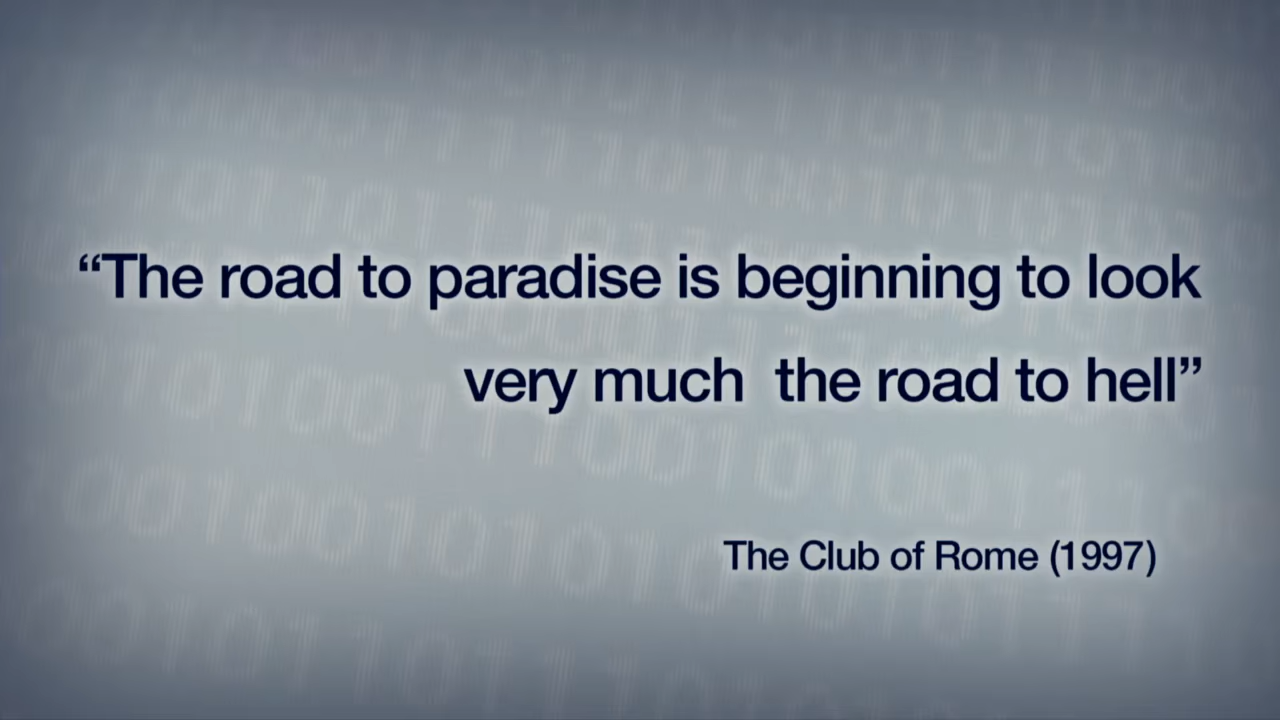 “The road to paradise is beginning to look
very much  the road to hell”
The Club of Rome (1997)